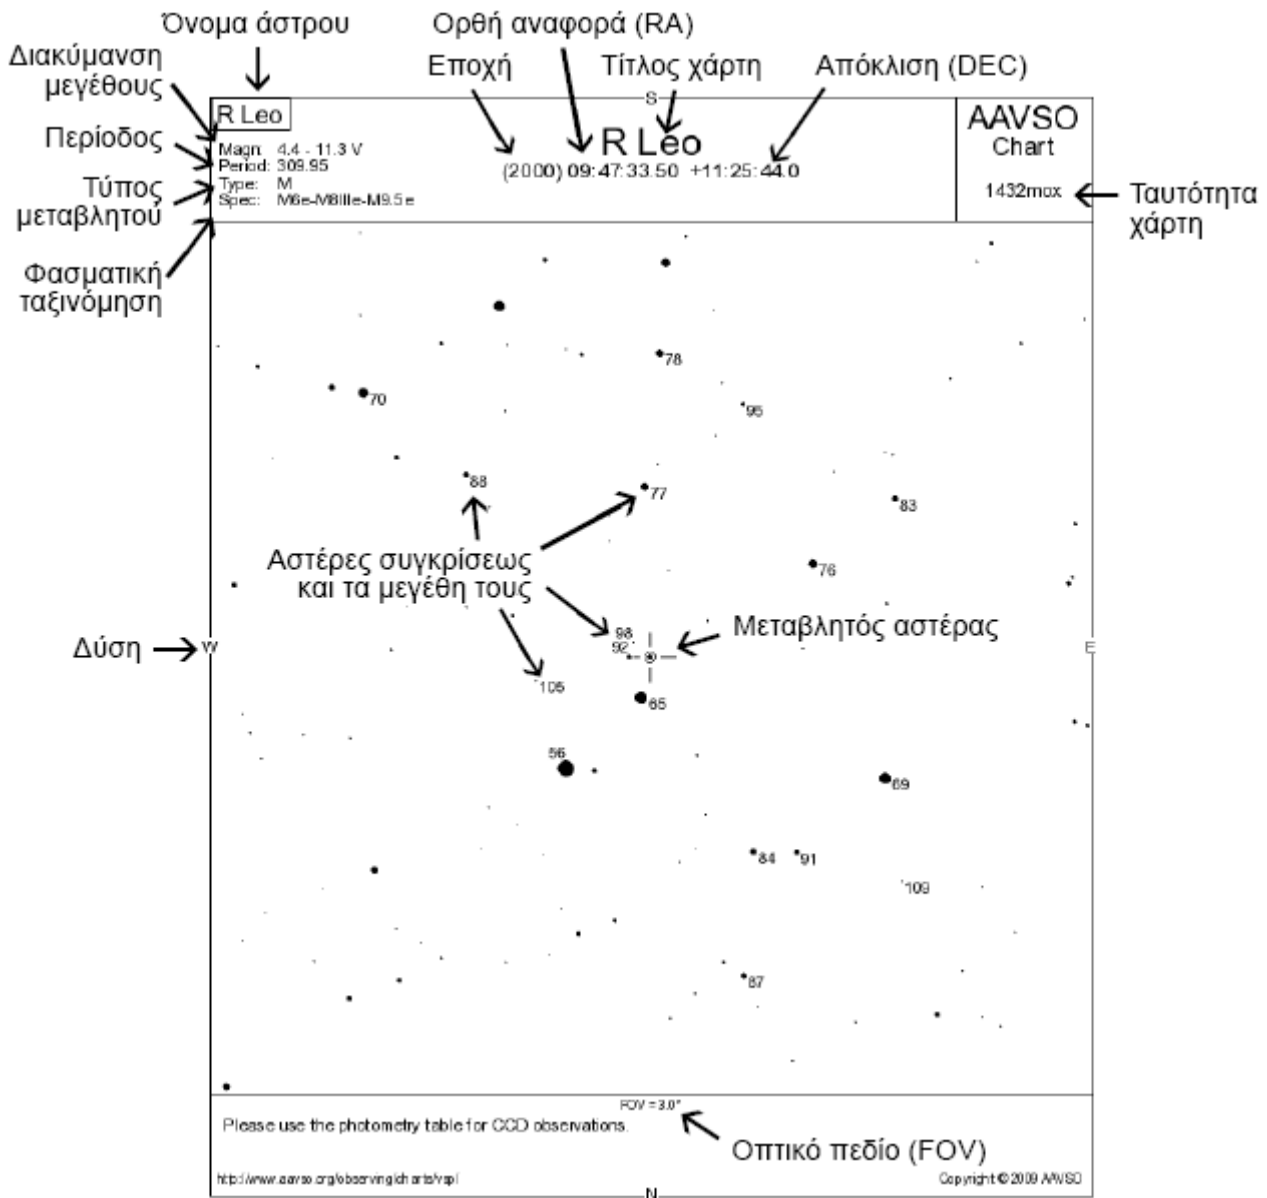 Όνομα άστρου
Ορθή αναφορά (RA)
Διακύμανση
μεγέθους
Εποχή
Τίτλος χάρτη
Απόκλιση (DEC)
S
R Leo
R Leo
AAVSO
Chart
Περίοδος
Magn: 4.4 - 11.3 V
Period: 309.95
(2000) 09:47:33.50 +11:25:44.0
Τύπος
μεταβλητού
Type: M
Spec: M6e-M8IIIe-M9.5e
1432mox
Ταυτότητα
χάρτη
Φασματική
ταξινόμηση
78
70
95
88
77
83
Αστέρες συγκρίσεως
και τα μεγέθη τους
76
Μεταβλητός αστέρας
98
92
Δύση
W
E
105
65
56
69
84
91
109
87
FOV = 3.0°
Please use the photometry table for CCD observations.
Οπτικό πεδίο (FOV)
http://www.aavso.org/observing/charts/vsp/
Copyright © 2009 AAVSO
N